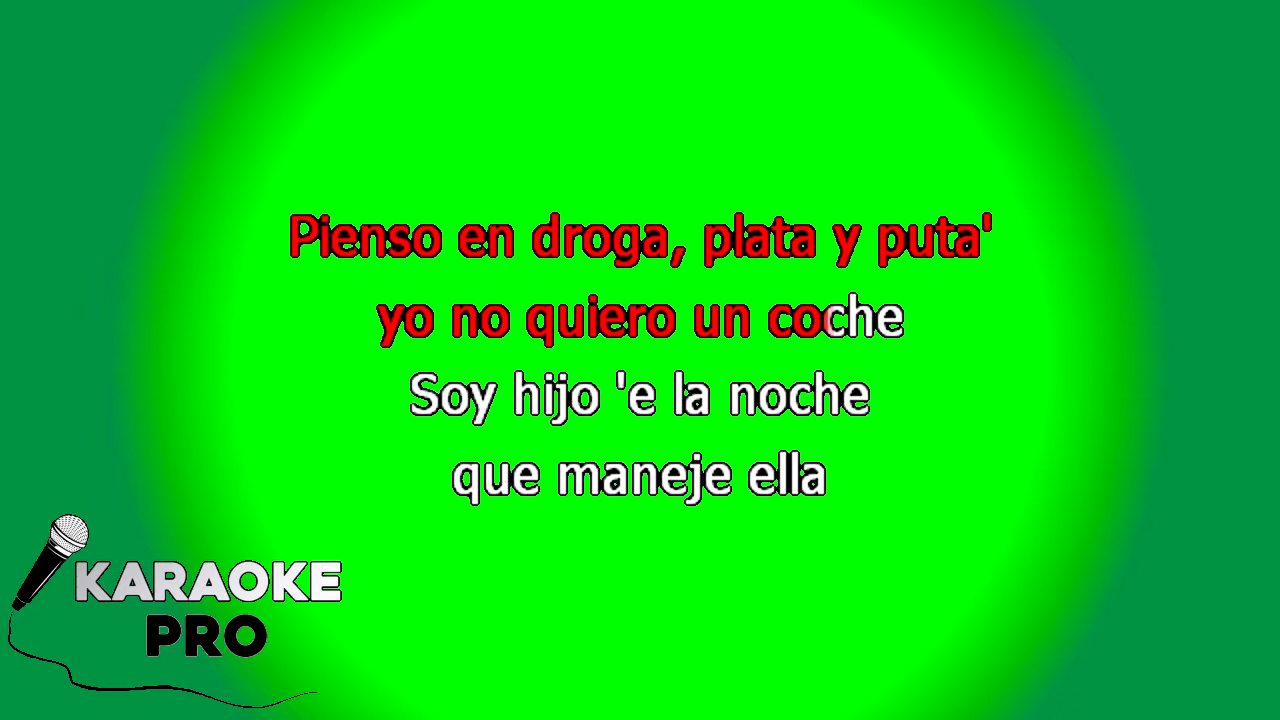 Pienso en droga, plata y puta'
yo no quiero un coche
Soy hijo 'e la noche
que maneje ella
KARAOKE
PRO